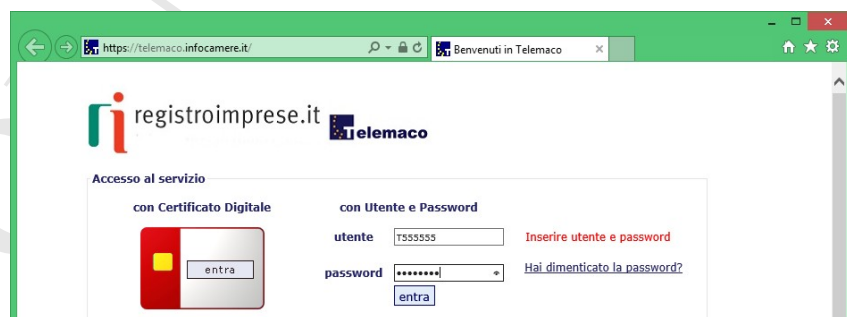 https://telemaco.infocamere.it/
Benvenuti in Telemaco
registroimprese.it
Telemaco
Accesso al servizio
con Certificato Digitale
con Utente e Password
entra
utente T555555 Inserire utente e password
password •••••••• Hai dimenticato la password?
entra